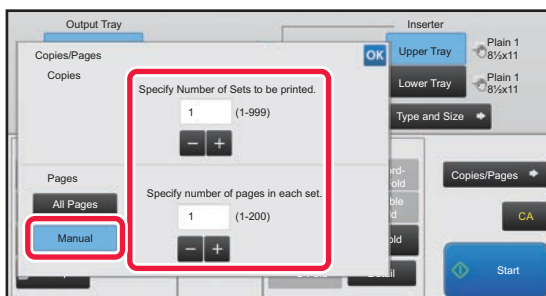 Output Tray
Inserter
Copies/Pages
OK
Upper Tray
Plain 1
8½x11
Copies
Specify Number of Sets to be printed.
Lower Tray
Plain 1
8½x11
1 (1-999)
Type and Size
− +
Pages
Specify number of pages in each set.
Copies/Pages
All Pages
1 (1-200)
CA
Manual
− +
Start